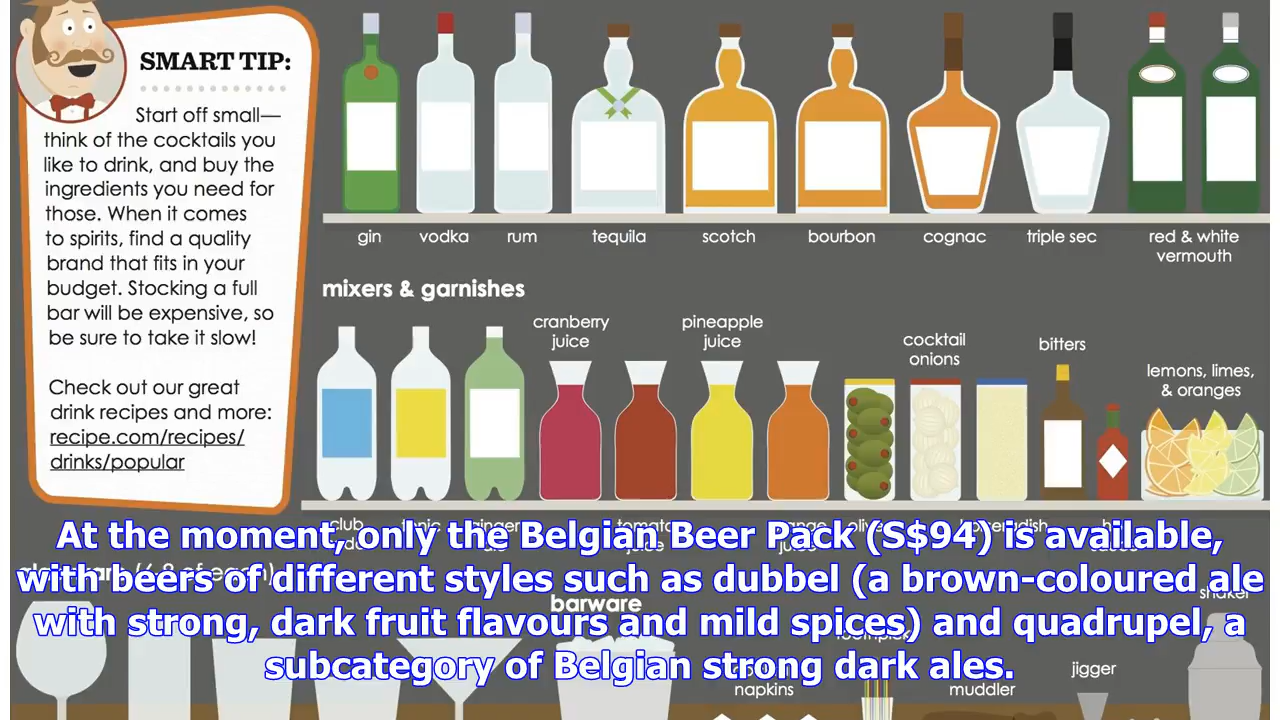 SMART TIP:
Start off small—
think of the cocktails you
like to drink, and buy the
ingredients you need for
those. When it comes
to spirits, find a quality
brand that fits in your
budget. Stocking a full
bar will be expensive, so
be sure to take it slow!
Check out our great
drink recipes and more:
recipe.com/recipes/
drinks/popular
gin
vodka
rum
tequila
scotch
bourbon
cognac
triple sec
red & white
vermouth
mixers & garnishes
cranberry
juice
pineapple
juice
cocktail
onions
bitters
lemons, limes,
& oranges
At the moment, only the Belgian Beer Pack (S$94) is available,
with beers of different styles such as dubbel (a brown-coloured ale
with strong, dark fruit flavours and mild spices) and quadrupel, a
subcategory of Belgian strong dark ales.
barware
shaker
napkins
muddler
jigger